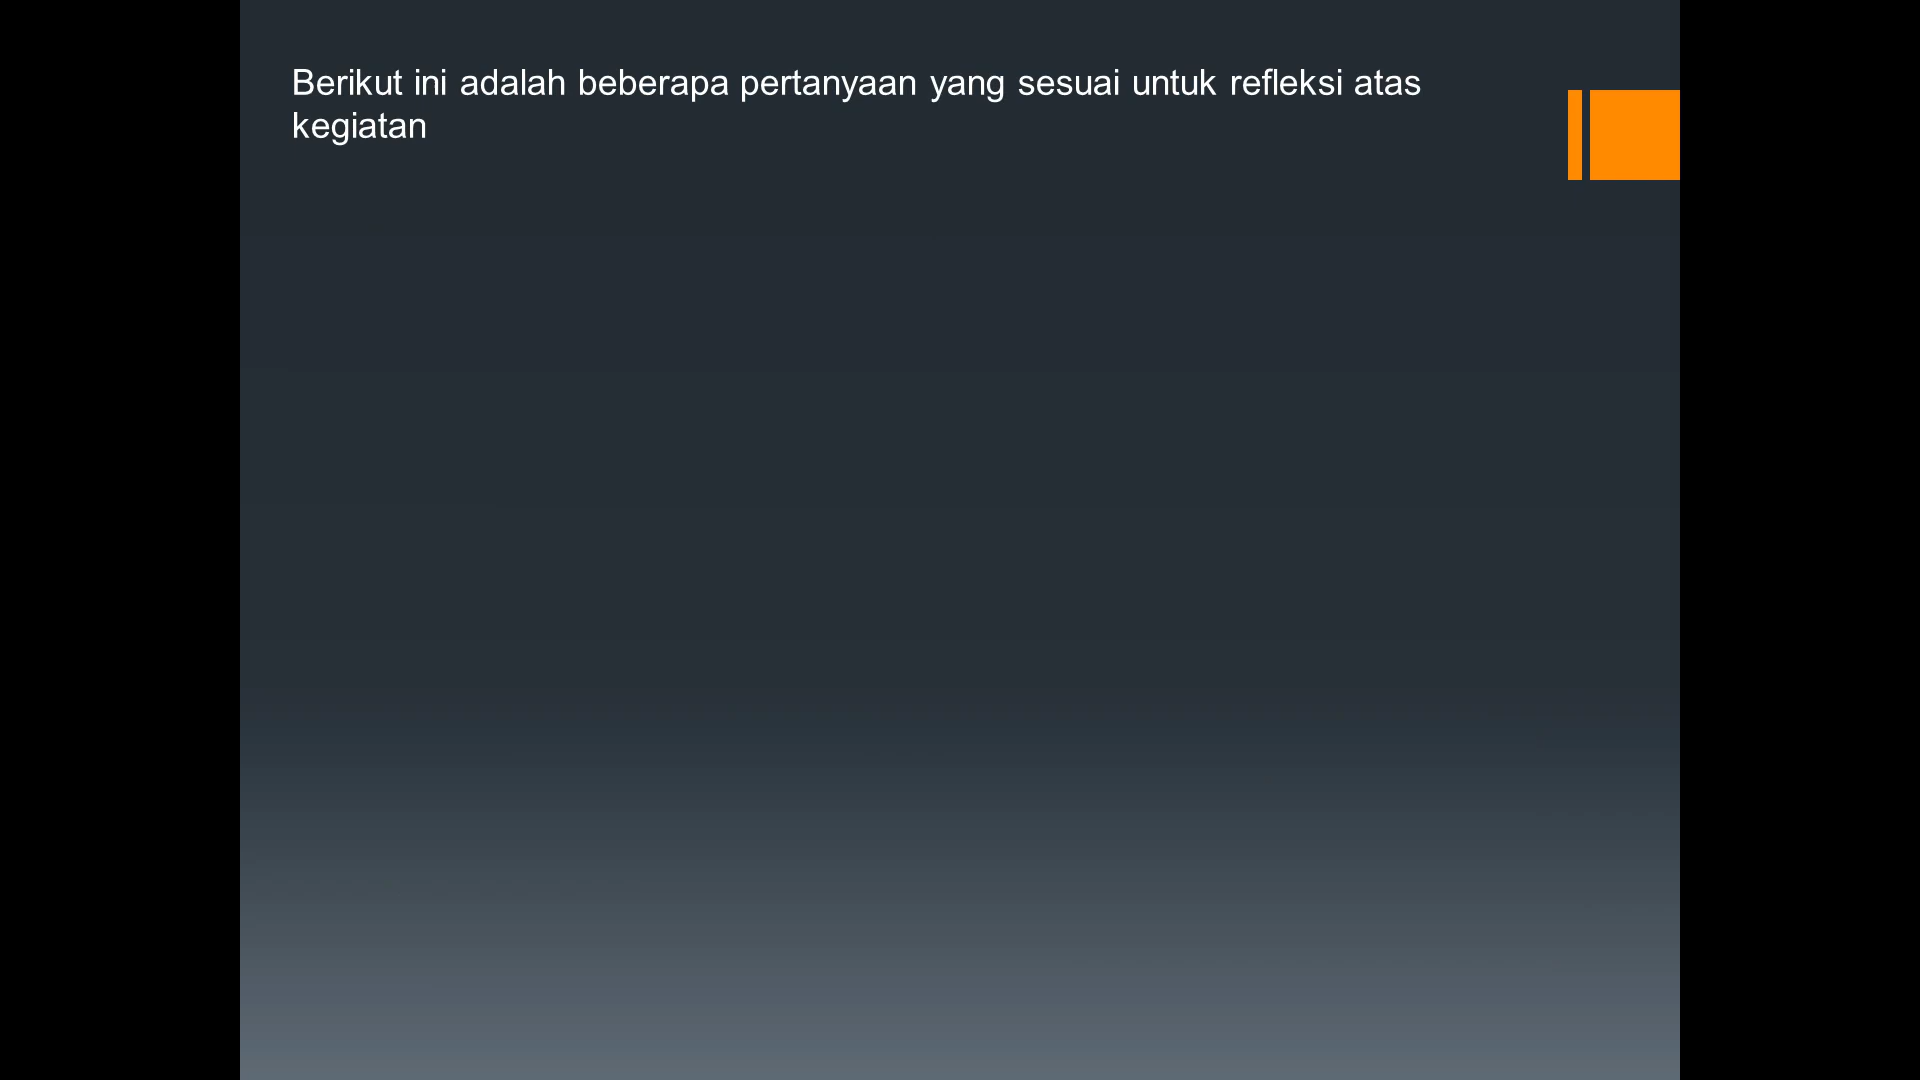 Berikut ini adalah beberapa pertanyaan yang sesuai untuk refleksi atas
kegiatan